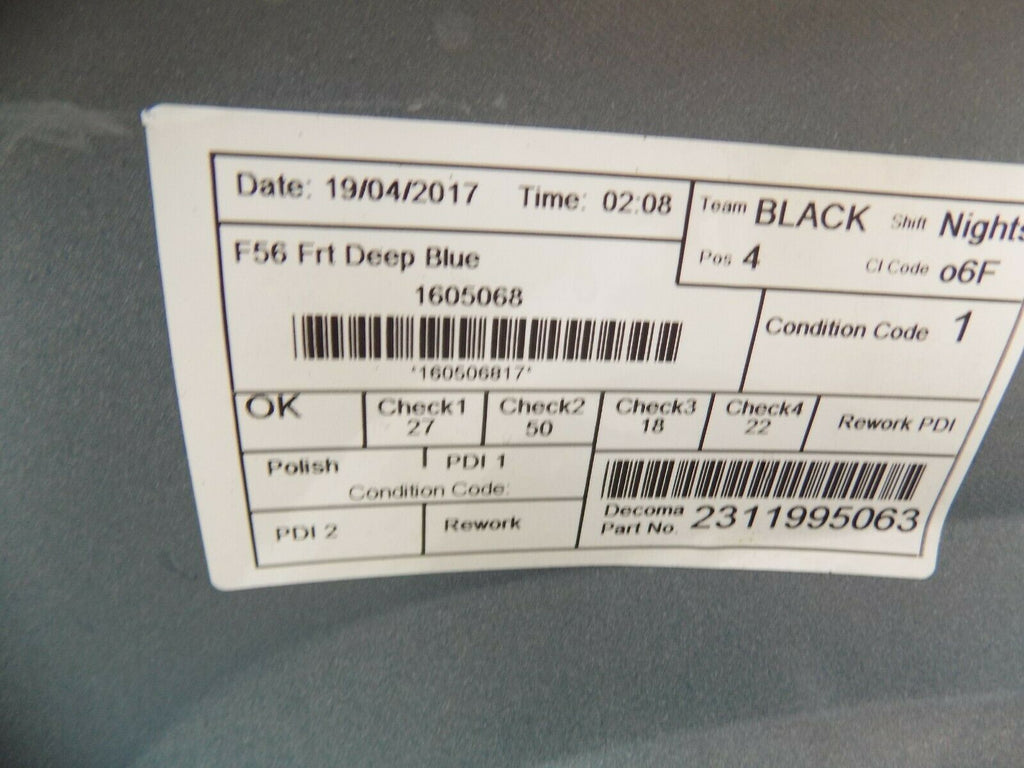 Date: 19/04/2017 Time: 02:08
Team BLACK Shift Nights
Pos 4 CI Code o6F
F56 Frt Deep Blue
1605068
*160506817*
Condition Code 1
OK
Check1 27
Check2 50
Check3 18
Check4 22
Rework PDI
Polish PDI 1
Condition Code:
PDI 2 Rework
Decoma Part No. 2311995063